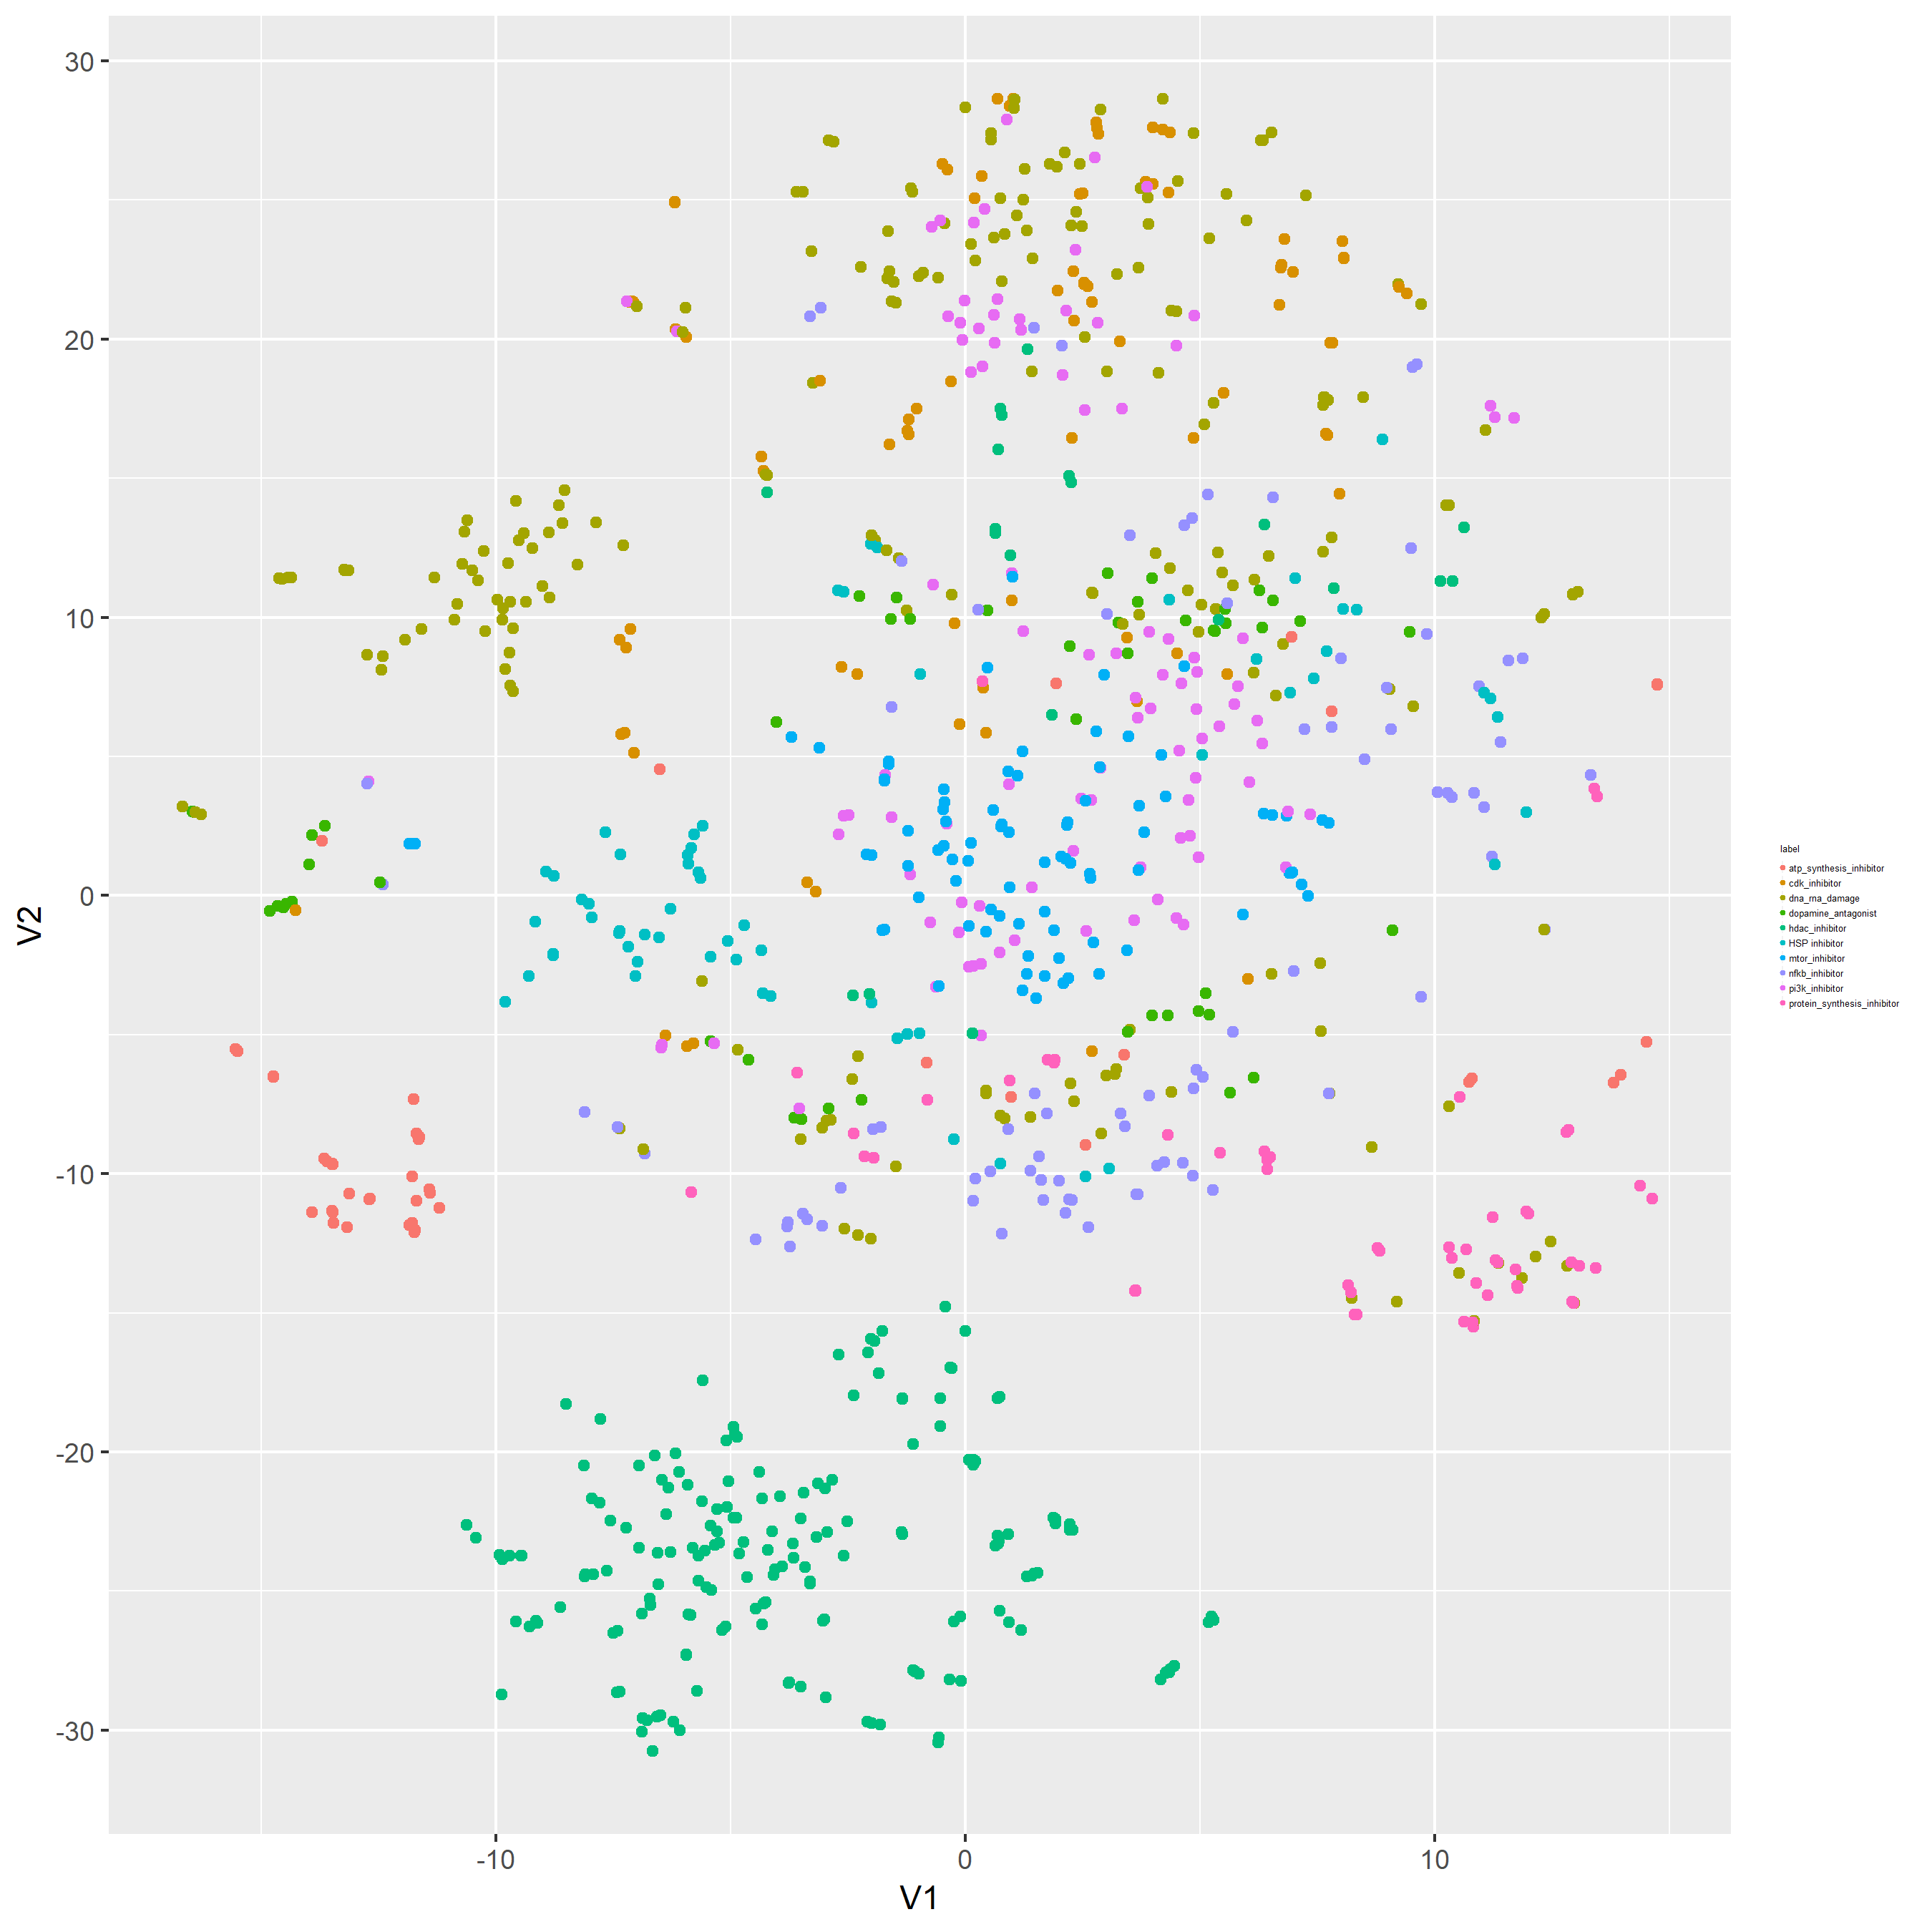 30
20
10
0
-10
-20
-30
V2
-10
0
10
V1
label
atp_synthesis_inhibitor
cdk_inhibitor
dna_rna_damage
dopamine_antagonist
hdac_inhibitor
HSP inhibitor
mtor_inhibitor
nfkb_inhibitor
pi3k_inhibitor
protein_synthesis_inhibitor